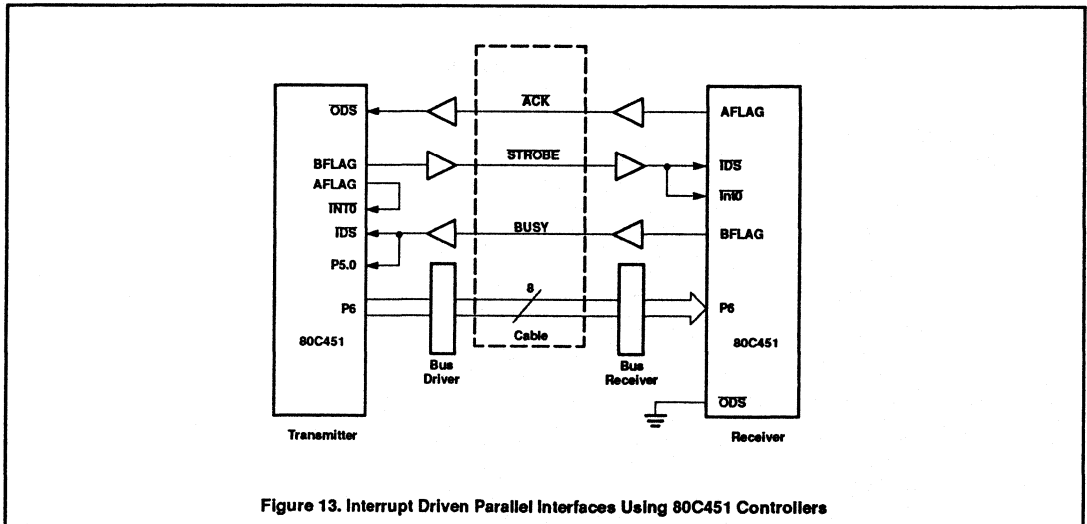 ODS
ACK
AFLAG
BFLAG
STROBE
IDS
AFLAG
INT0
Int0
IDS
BUSY
BFLAG
P5.0
8
P6
P6
80C451
Cable
80C451
Bus
Driver
Bus
Receiver
ODS
Transmitter
Receiver
Figure 13. Interrupt Driven Parallel Interfaces Using 80C451 Controllers